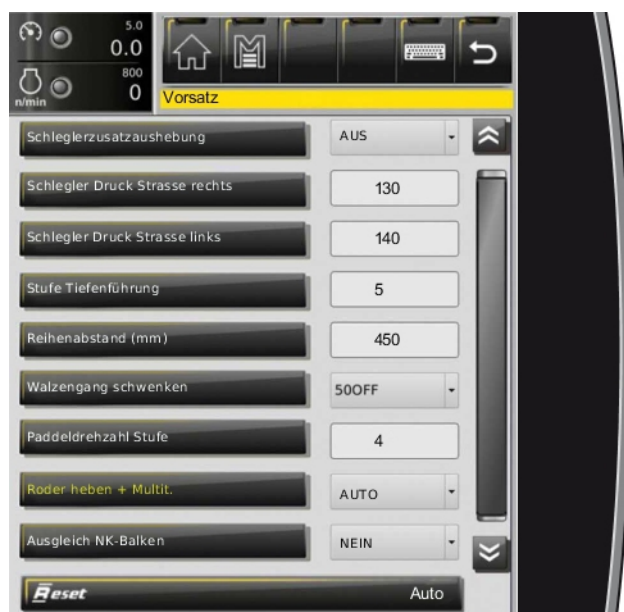 5.0
0.0
800
n/min 0
Vorsatz
Schleglerzusatzaushebung AUS
Schlegler Druck Strasse rechts 130
Schlegler Druck Strasse links 140
Stufe Tiefenführung 5
Reihenabstand (mm) 450
Walzengang schwenken 50OFF
Paddeldrehzahl Stufe 4
Roder heben + Multit. AUTO
Ausgleich NK-Balken NEIN
Reset Auto